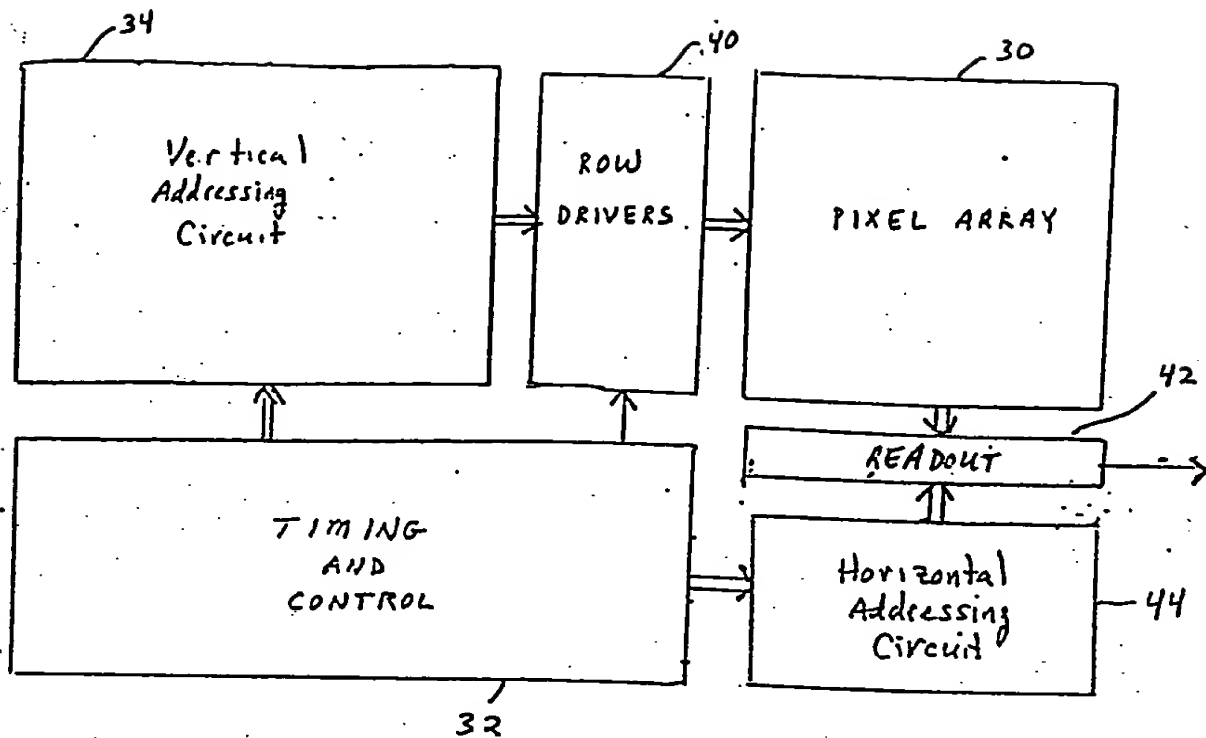 34
40
30
Vertical
Addressing
Circuit
ROW
DRIVERS
PIXEL ARRAY
42
READOUT
TIMING
AND
CONTROL
Horizontal
Addressing
Circuit
44
32